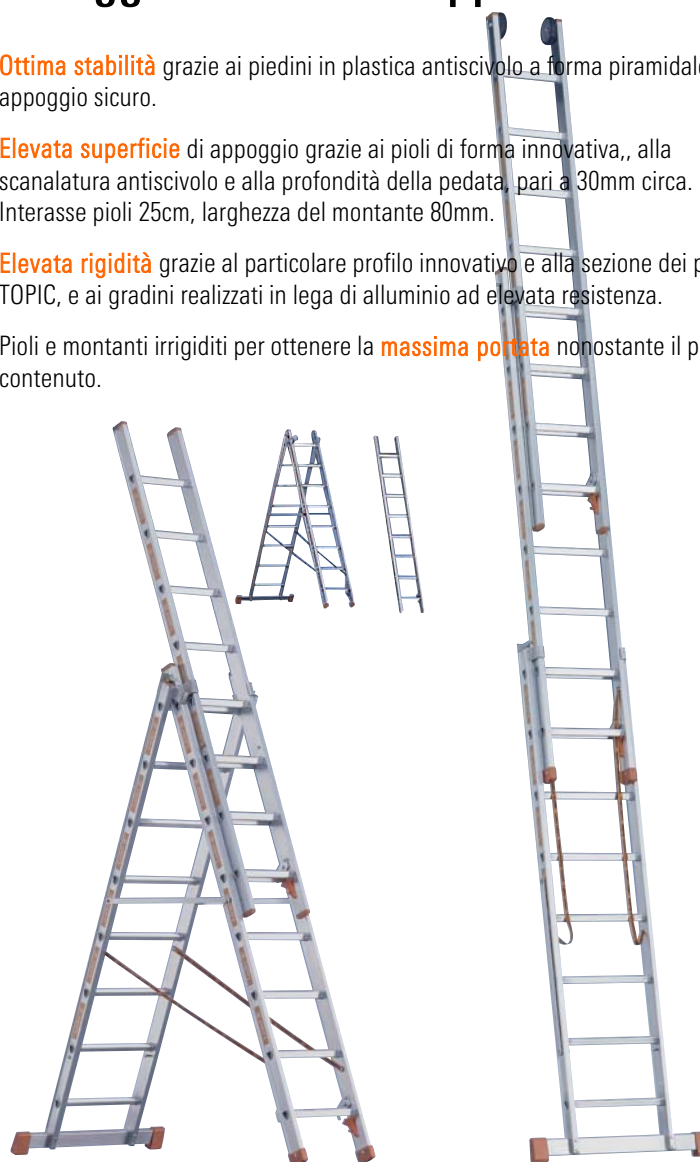 Ottima stabilità grazie ai piedini in plastica antiscivolo a forma piramidale
appoggio sicuro.
Elevata superficie di appoggio grazie ai pioli di forma innovativa,, alla
scanalatura antiscivolo e alla profondità della pedata, pari a 30mm circa.
Interasse pioli 25cm, larghezza del montante 80mm.
Elevata rigidità grazie al particolare profilo innovativo e alla sezione dei
TOPIC, e ai gradini realizzati in lega di alluminio ad elevata resistenza.
Pioli e montanti irrigiditi per ottenere la massima portata nonostante il
contenuto.